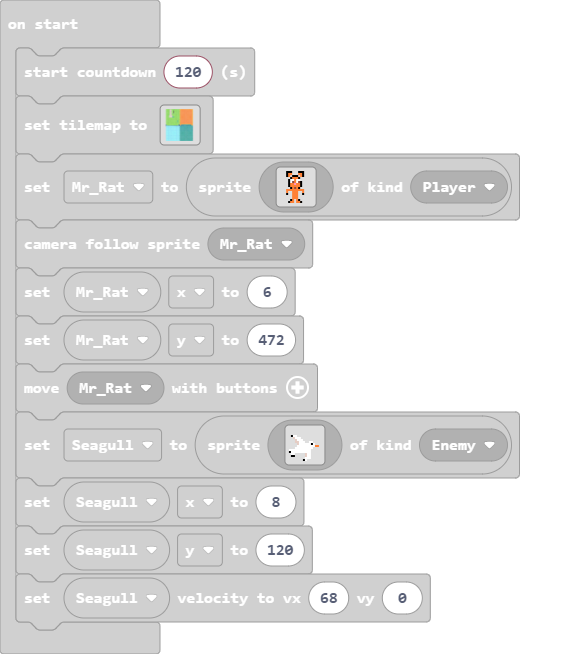 on start
start countdown 120 (s)
set tilemap to
set Mr_Rat to sprite of kind Player
camera follow sprite Mr_Rat
set Mr_Rat x to 6
set Mr_Rat y to 472
move Mr_Rat with buttons
set Seagull to sprite of kind Enemy
set Seagull x to 8
set Seagull y to 120
set Seagull velocity to vx 68 vy 0